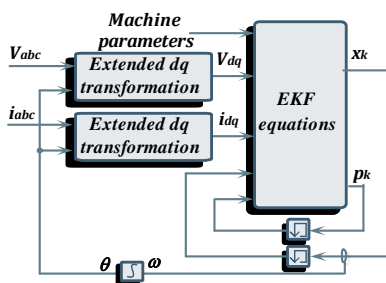 Machine
parameters
Vabc
Extended dq
transformation
Vdq
xk
iabc
Extended dq
transformation
idq
EKF
equations
pk
θ
∫
ω